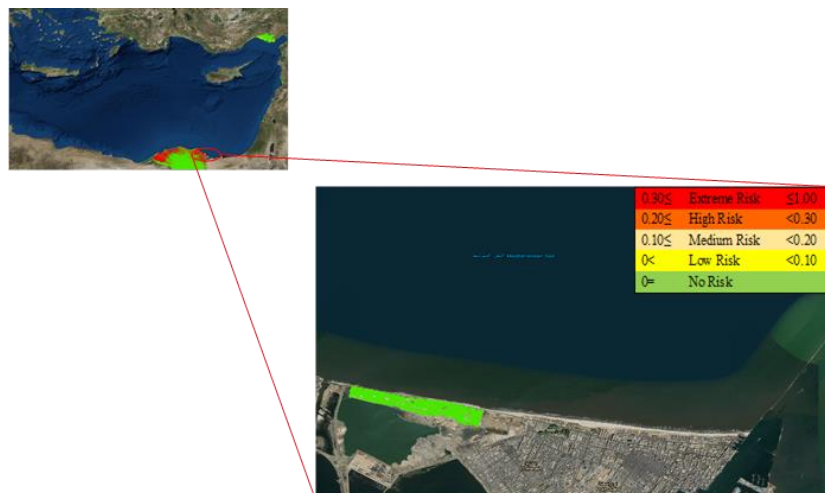 0.30≤ Extreme Risk ≤1.00
0.20≤ High Risk <0.30
0.10≤ Medium Risk <0.20
0< Low Risk <0.10
0= No Risk